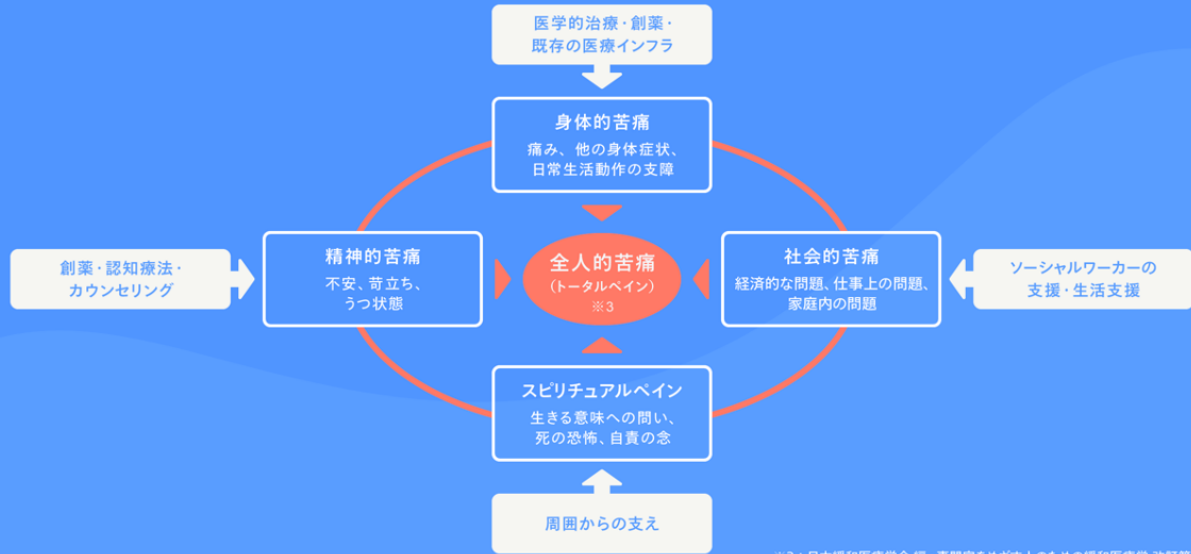 医学的治療・創薬・
既存の医療インフラ
身体的苦痛
痛み、他の身体症状、
日常生活動作の支障
創薬・認知療法・
カウンセリング
精神的苦痛
不安、苛立ち、
うつ状態
全人的苦痛
(トータルペイン)
※3
社会的苦痛
経済的な問題、仕事上の問題、
家庭内の問題
ソーシャルワーカーの
支援・生活支援
スピリチュアルペイン
生きる意味への問い、
死の恐怖、自責の念
周囲からの支え